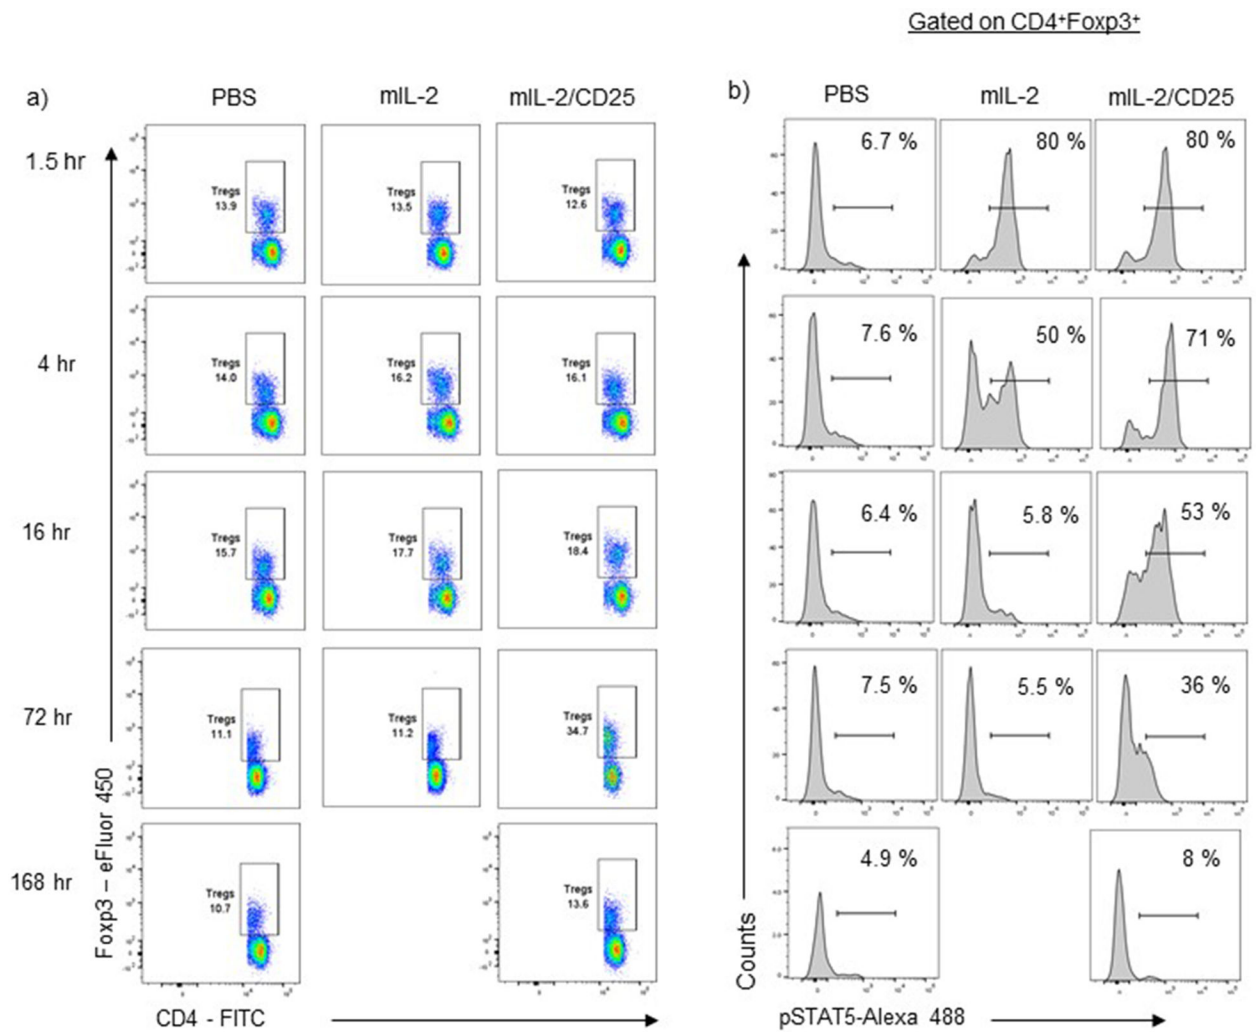 Gated on CD4+Foxp3+
a)
PBS
mIL-2
mIL-2/CD25
b)
PBS
mIL-2
mIL-2/CD25
1.5 hr
Tregs
13.9
Tregs
13.5
Tregs
12.6
6.7 %
80 %
80 %
4 hr
Tregs
14.0
Tregs
16.2
Tregs
16.1
7.6 %
50 %
71 %
16 hr
Tregs
15.7
Tregs
17.7
Tregs
18.4
6.4 %
5.8 %
53 %
72 hr
Tregs
11.1
Tregs
11.2
Tregs
34.7
7.5 %
5.5 %
36 %
168 hr
Tregs
10.7
Tregs
13.6
4.9 %
8 %
Foxp3 – eFluor 450
CD4 - FITC
Counts
pSTAT5-Alexa 488